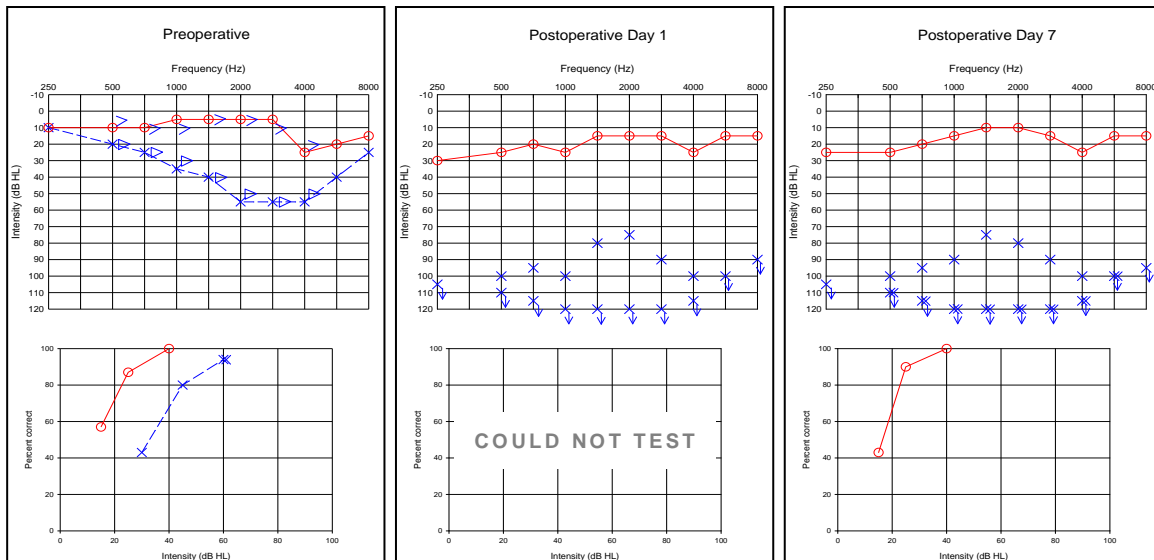 Preoperative
Frequency (Hz)
250 500 1000 2000 4000 8000
-10
0
10
20
30
40
50
60
70
80
90
100
110
120
Intensity (dB HL)
100
80
60
40
20
0
Percent correct
0 20 40 60 80 100
Intensity (dB HL)
Postoperative Day 1
Frequency (Hz)
250 500 1000 2000 4000 8000
-10
0
10
20
30
40
50
60
70
80
90
100
110
120
Intensity (dB HL)
100
80
60
40
20
0
Percent correct
COULD NOT TEST
0 20 40 60 80 100
Intensity (dB HL)
Postoperative Day 7
Frequency (Hz)
250 500 1000 2000 4000 8000
-10
0
10
20
30
40
50
60
70
80
90
100
110
120
Intensity (dB HL)
100
80
60
40
20
0
Percent correct
0 20 40 60 80 100
Intensity (dB HL)